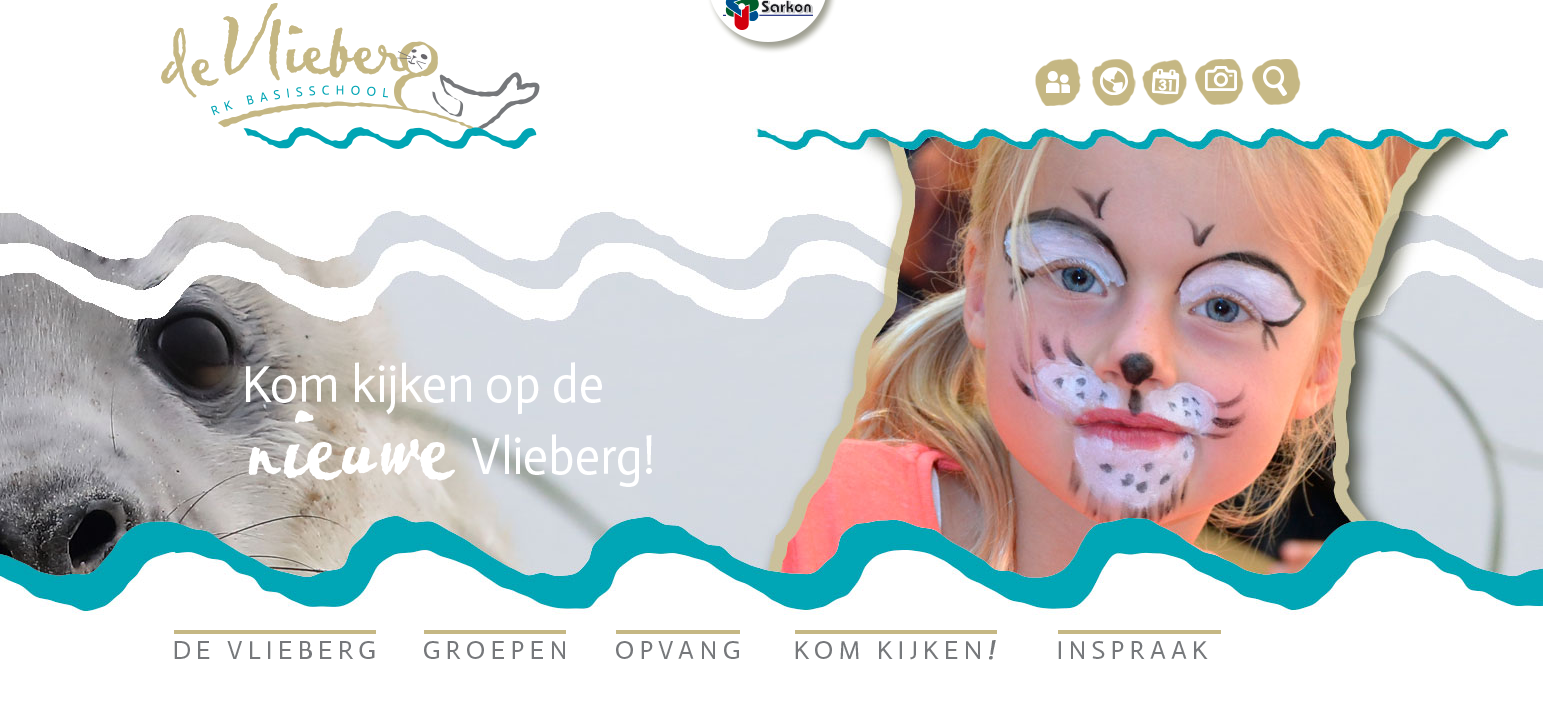 de Vlieberg
RK BASISSCHOOL
Sarkon
31
Kom kijken op de
nieuwe Vlieberg!
DE VLIEBERG
GROEPEN
OPVANG
KOM KIJKEN!
INSPRAAK